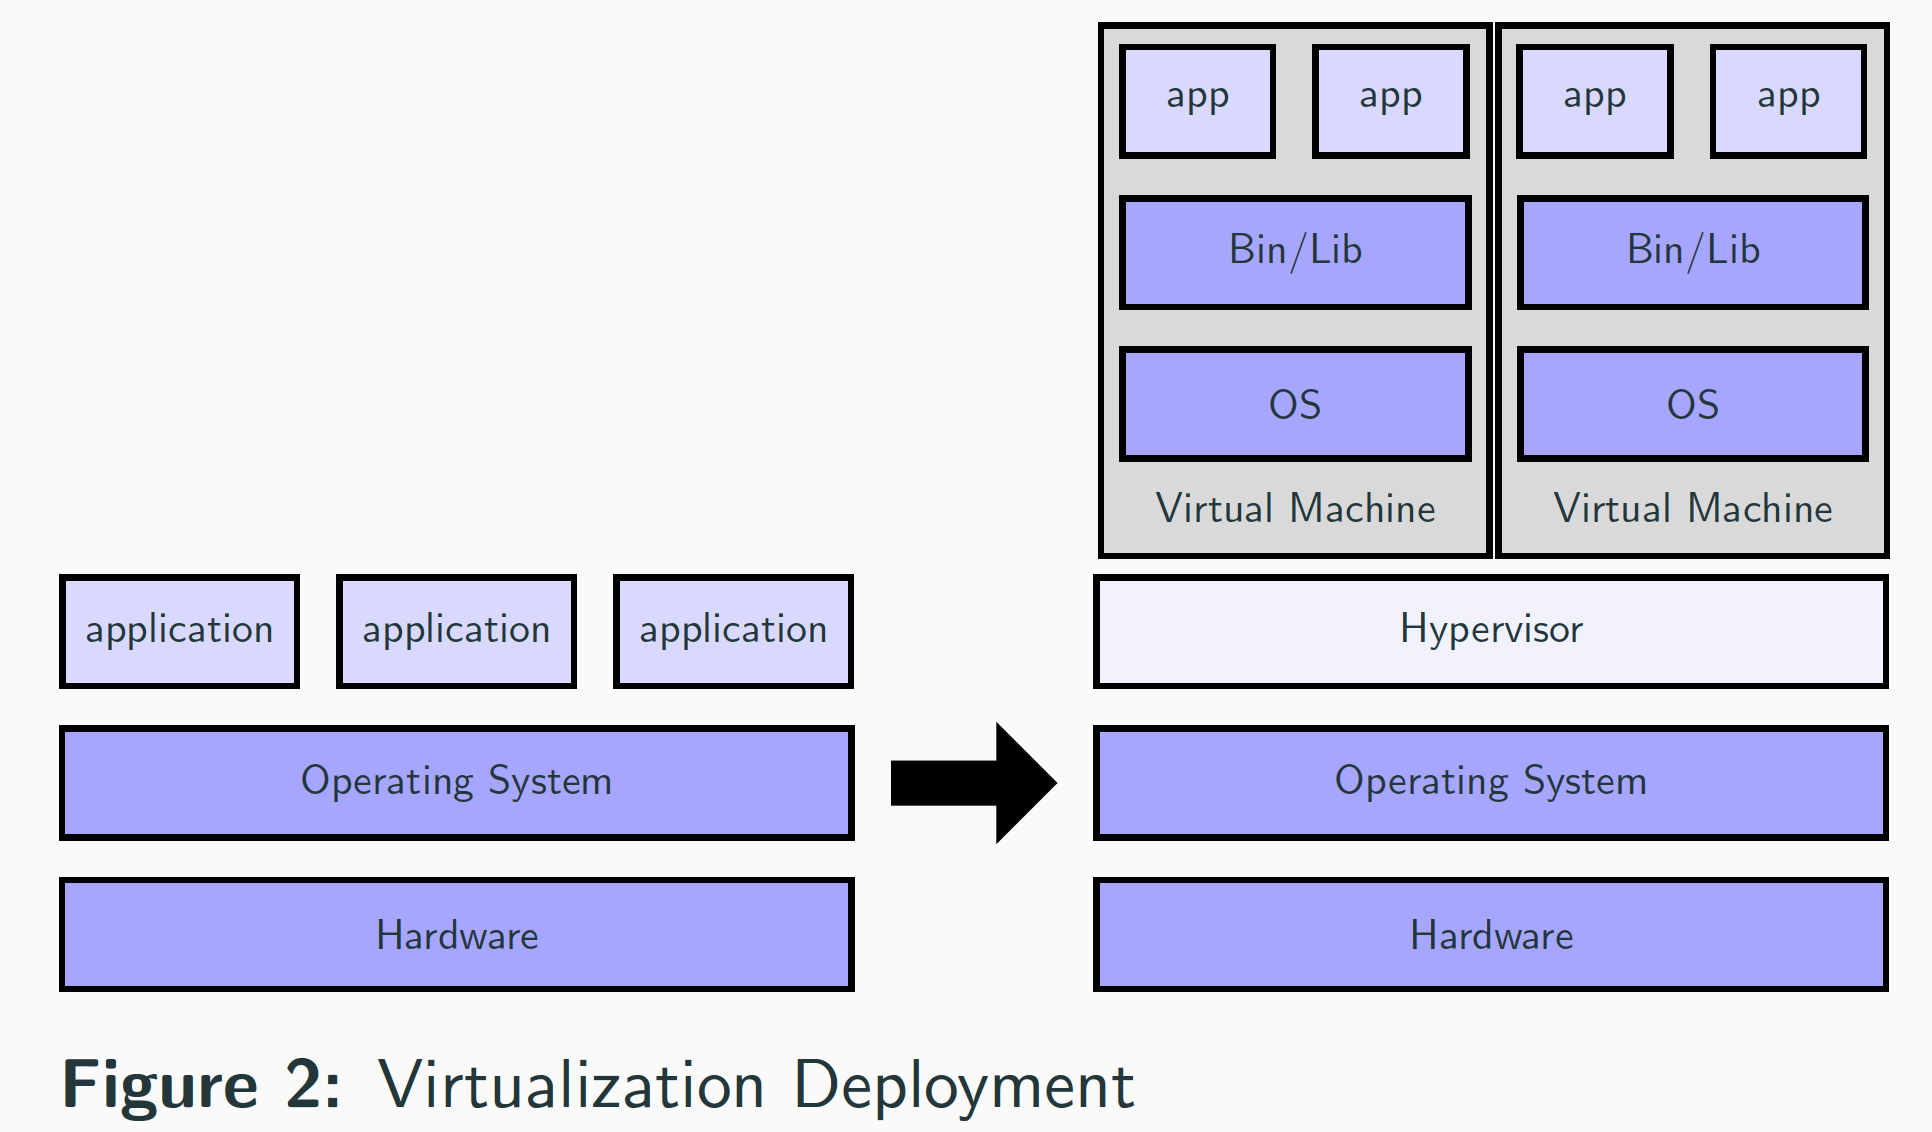 app app app app
Bin/Lib Bin/Lib
OS OS
Virtual Machine Virtual Machine
application application application Hypervisor
Operating System Operating System
Hardware Hardware
Figure 2: Virtualization Deployment